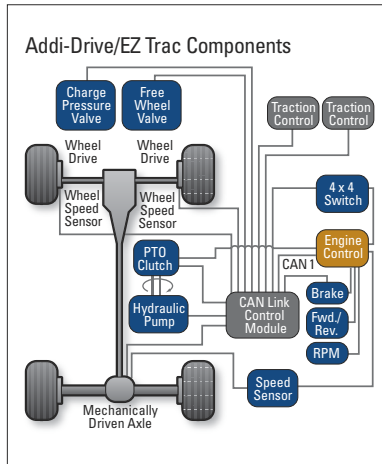 Addi-Drive/EZ Trac Components
Charge
Pressure
Valve
Free
Wheel
Valve
Traction
Control
Traction
Control
Wheel
Drive
Wheel
Drive
Wheel
Speed
Sensor
Wheel
Speed
Sensor
4 x 4
Switch
PTO
Clutch
Engine
Control
CAN 1
Hydraulic
Pump
CAN Link
Control
Module
Brake
Fwd./
Rev.
RPM
Speed
Sensor
Mechanically
Driven Axle